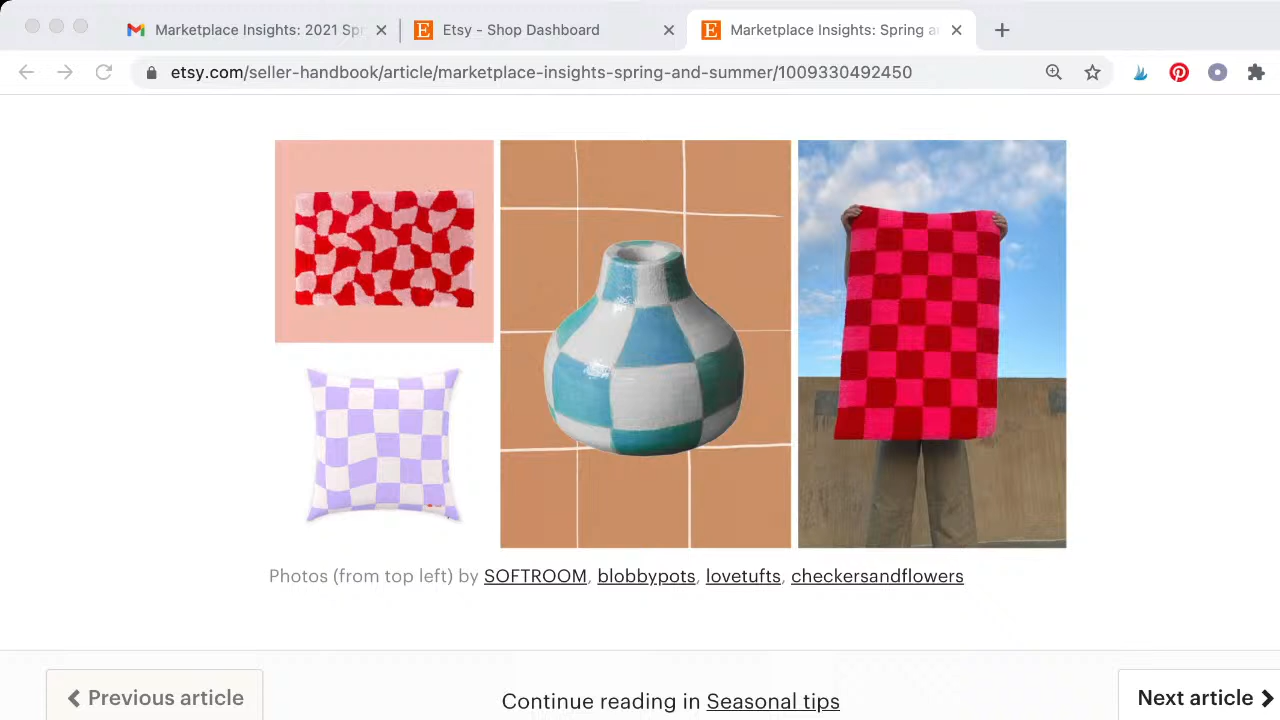 Marketplace Insights: 2021 Spr
Etsy - Shop Dashboard
Marketplace Insights: Spring a
etsy.com/seller-handbook/article/marketplace-insights-spring-and-summer/1009330492450
Photos (from top left) by SOFTROOM, blobbypots, lovetufts, checkersandflowers
Previous article
Continue reading in Seasonal tips
Next article